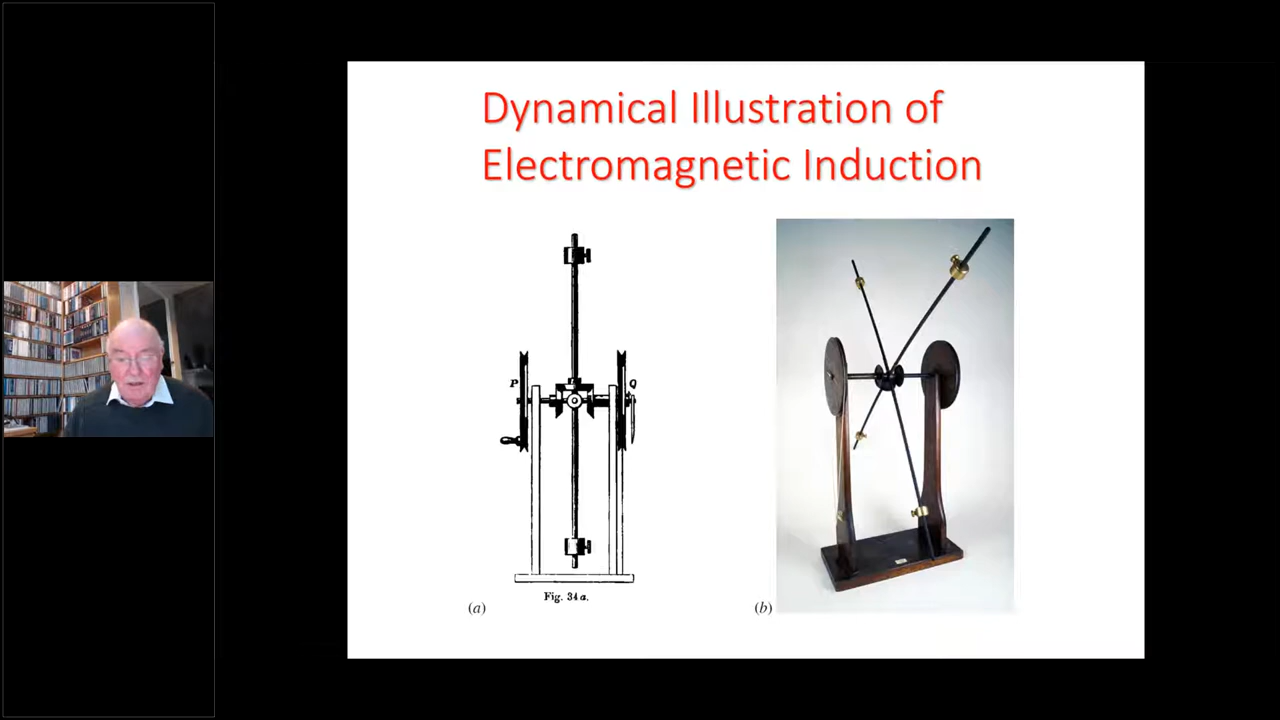 Dynamical Illustration of
Electromagnetic Induction
P
Q
Fig. 34 a.
(a)
(b)